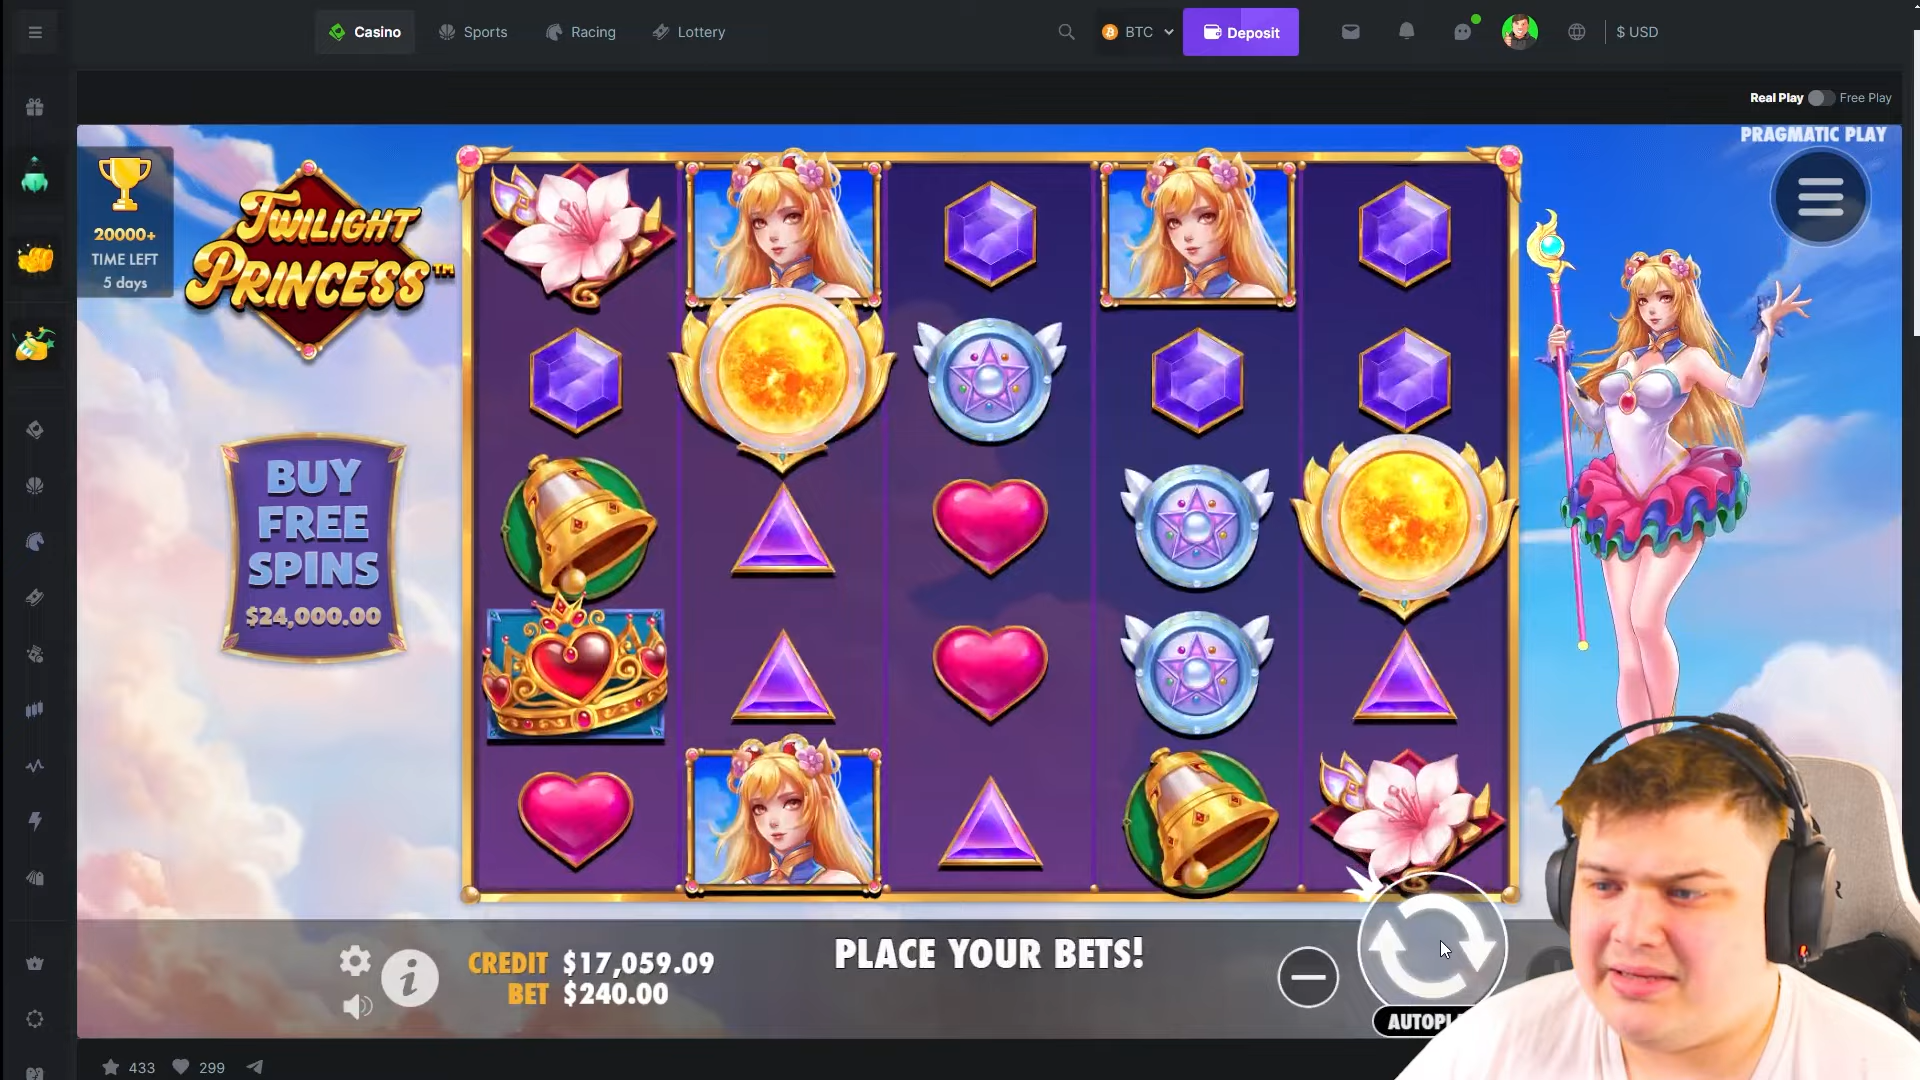 Casino
Sports
Racing
Lottery
BTC
Deposit
$ USD
Real Play
Free Play
PRAGMATIC PLAY
20000+
TIME LEFT
5 days
TWILIGHT
PRINCESS™
BUY
FREE
SPINS
$24,000.00
CREDIT $17,059.09
BET $240.00
PLACE YOUR BETS!
433
299